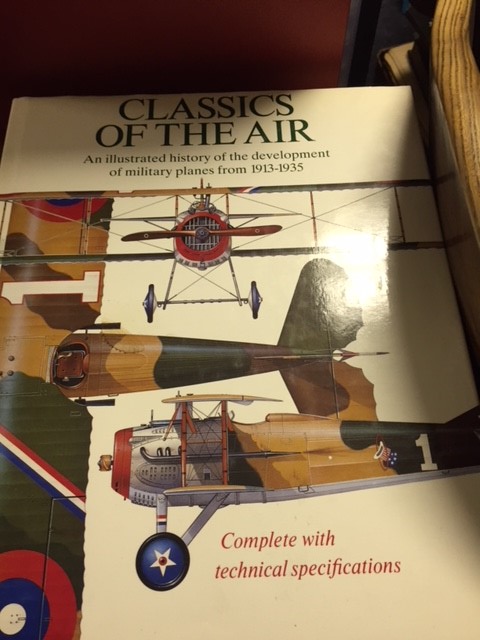 CLASSICS
OF THE AIR
An illustrated history of the development
of military planes from 1913-1935
1
1
Complete with
technical specifications